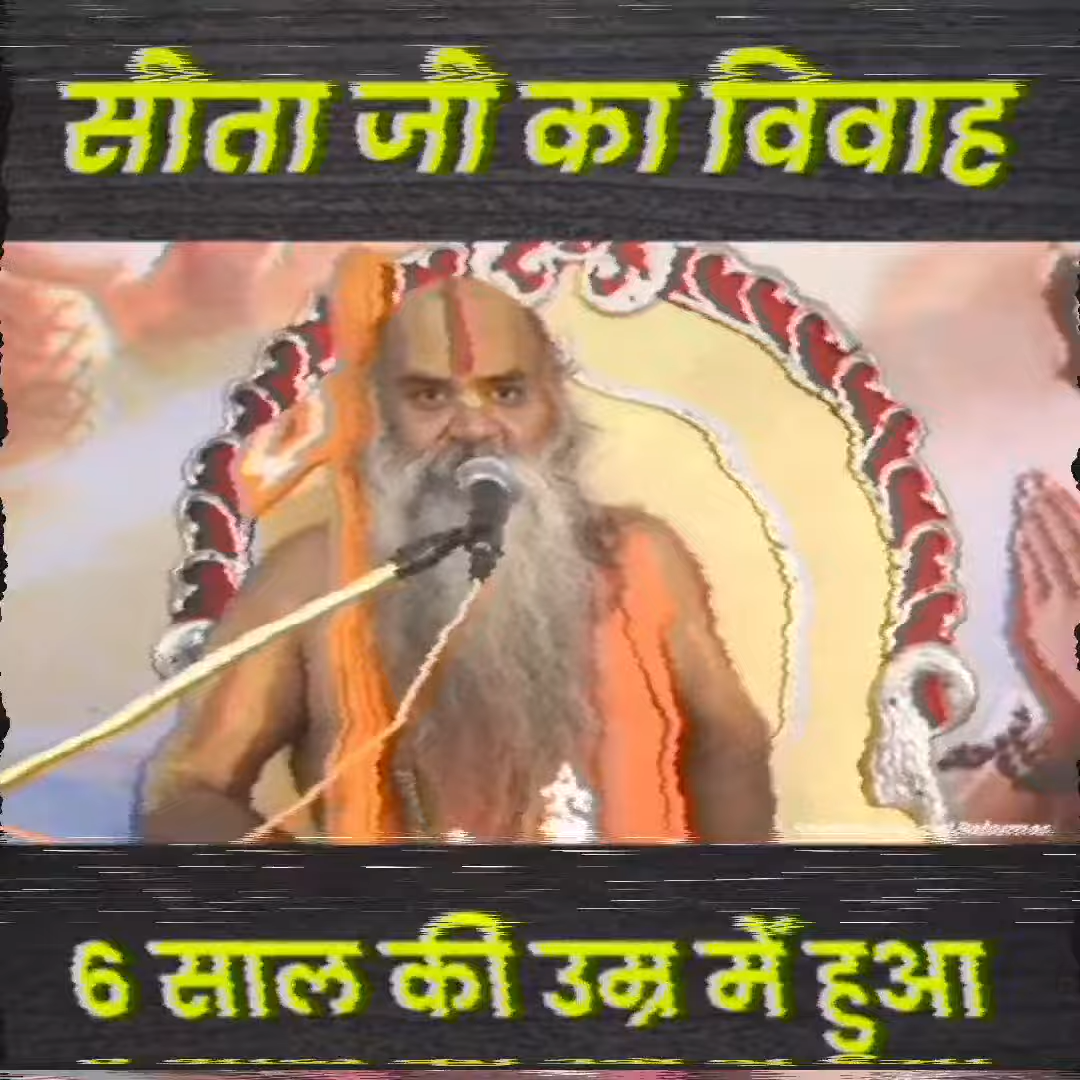 सीता जी का विवाह
6 साल की उम्र में हुआ